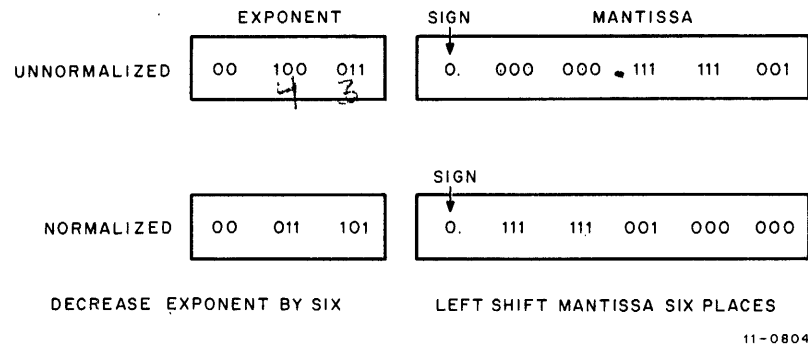 EXPONENT
SIGN
MANTISSA
UNNORMALIZED
00 100 011
0. 000 000 111 111 001
4 3
SIGN
NORMALIZED
00 011 101
0. 111 111 001 000 000
DECREASE EXPONENT BY SIX
LEFT SHIFT MANTISSA SIX PLACES
11-0804